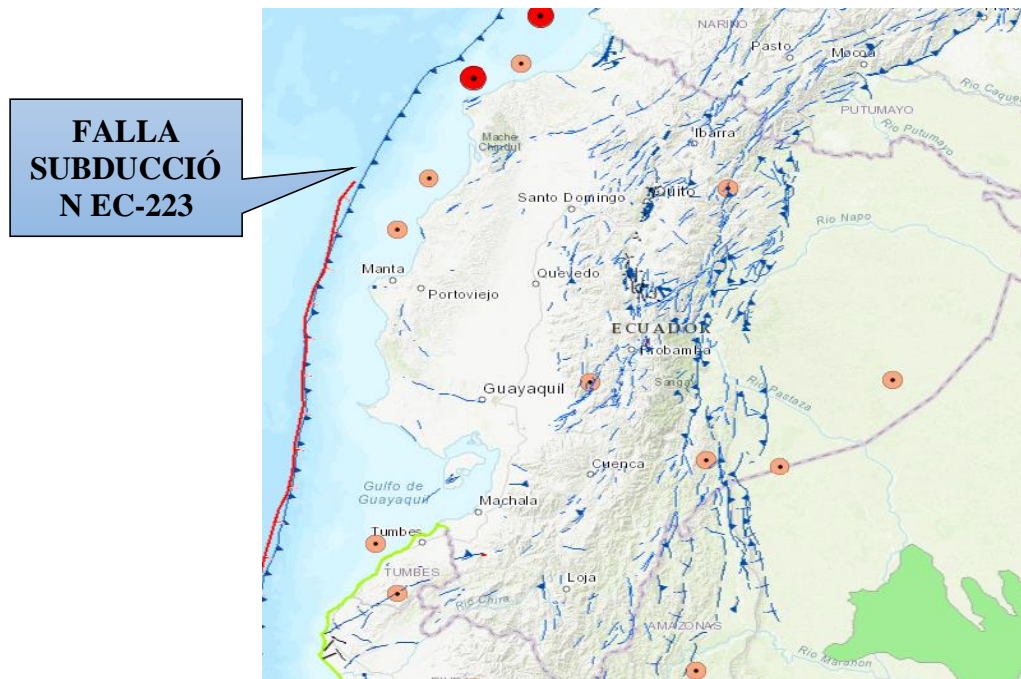 FALLA
SUBDUCCIÓ
N EC-223
NARIÑO
Pasto
Mocoa
Rio Caque
PUTUMAYO
Rio Putumayo
Ibarra
Mache
Chindul
Santo Domingo
Quito
Rio Napo
Manta
Portoviejo
Quevedo
ECUADOR
Riobamba
Sangay
Guayaquil
Rio Pastaza
Cuenca
Gulfo de
Guayaquil
Machala
Tumbes
TUMBES
Loja
Rio Chira
AMAZONAS
Rio Marañon